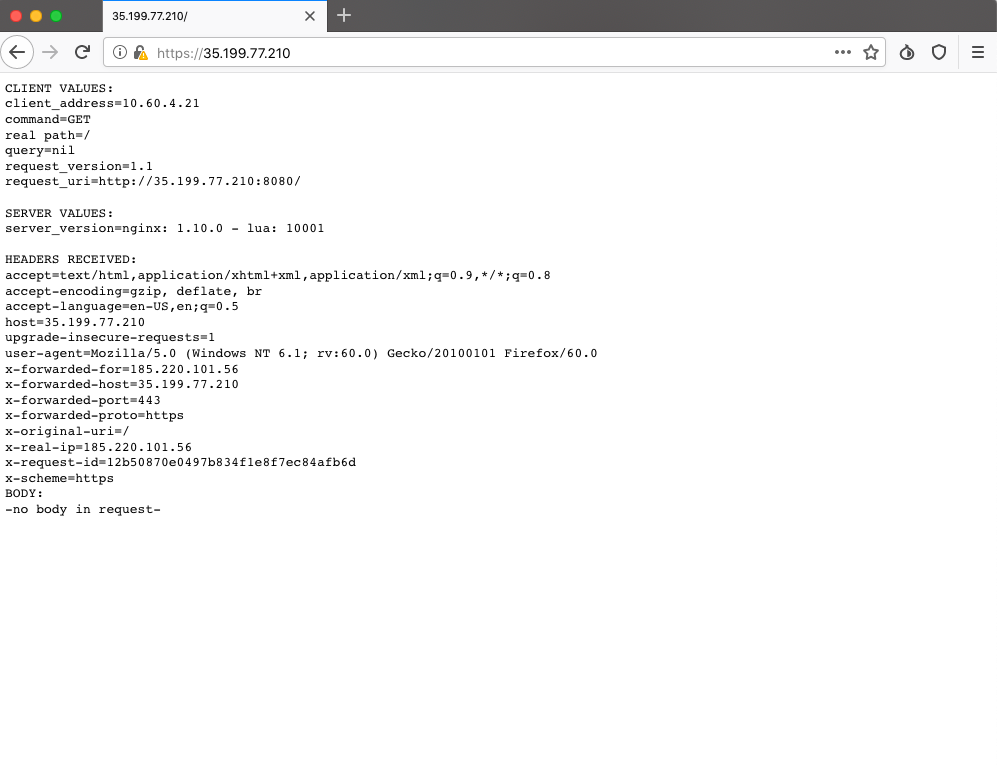 35.199.77.210/
https://35.199.77.210
CLIENT VALUES:
client_address=10.60.4.21
command=GET
real path=/
query=nil
request_version=1.1
request_uri=http://35.199.77.210:8080/
SERVER VALUES:
server_version=nginx: 1.10.0 - lua: 10001
HEADERS RECEIVED:
accept=text/html,application/xhtml+xml,application/xml;q=0.9,*/*;q=0.8
accept-encoding=gzip, deflate, br
accept-language=en-US,en;q=0.5
host=35.199.77.210
upgrade-insecure-requests=1
user-agent=Mozilla/5.0 (Windows NT 6.1; rv:60.0) Gecko/20100101 Firefox/60.0
x-forwarded-for=185.220.101.56
x-forwarded-host=35.199.77.210
x-forwarded-port=443
x-forwarded-proto=https
x-original-uri=/
x-real-ip=185.220.101.56
x-request-id=12b50870e0497b834f1e8f7ec84afb6d
x-scheme=https
BODY:
-no body in request-